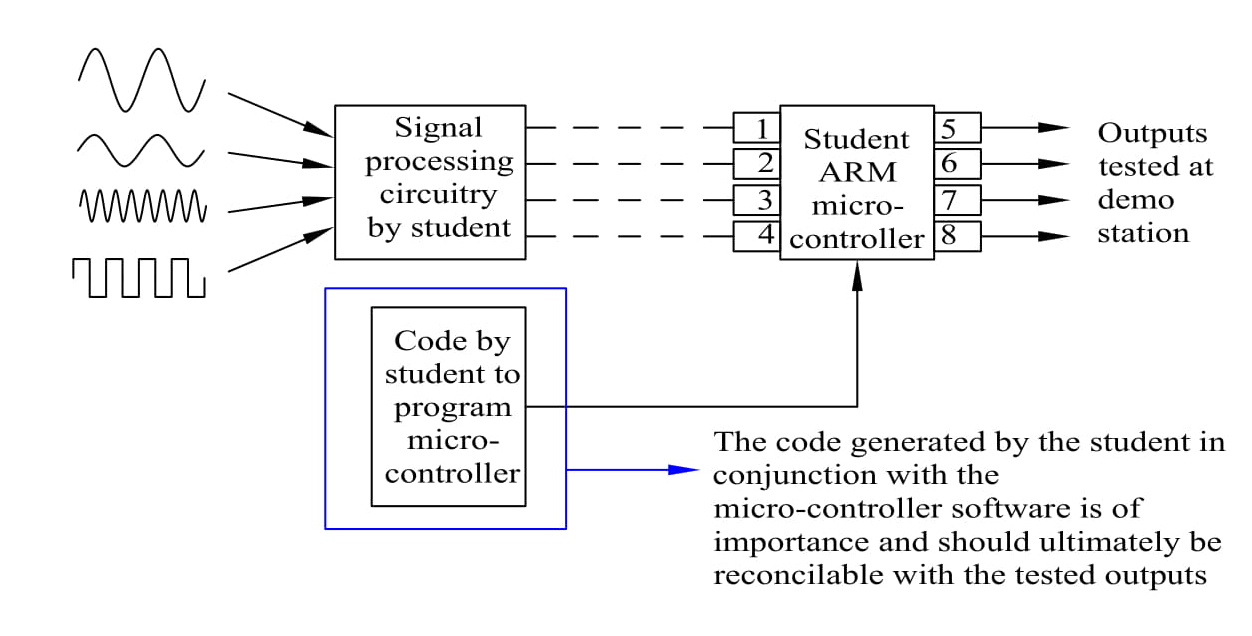 Signal
processing
circuitry
by student
1
2
3
4
Student
ARM
micro-
controller
5
6
7
8
Outputs
tested at
demo
station
Code by
student to
program
micro-
controller
The code generated by the student in
conjunction with the
micro-controller software is of
importance and should ultimately be
reconcilable with the tested outputs